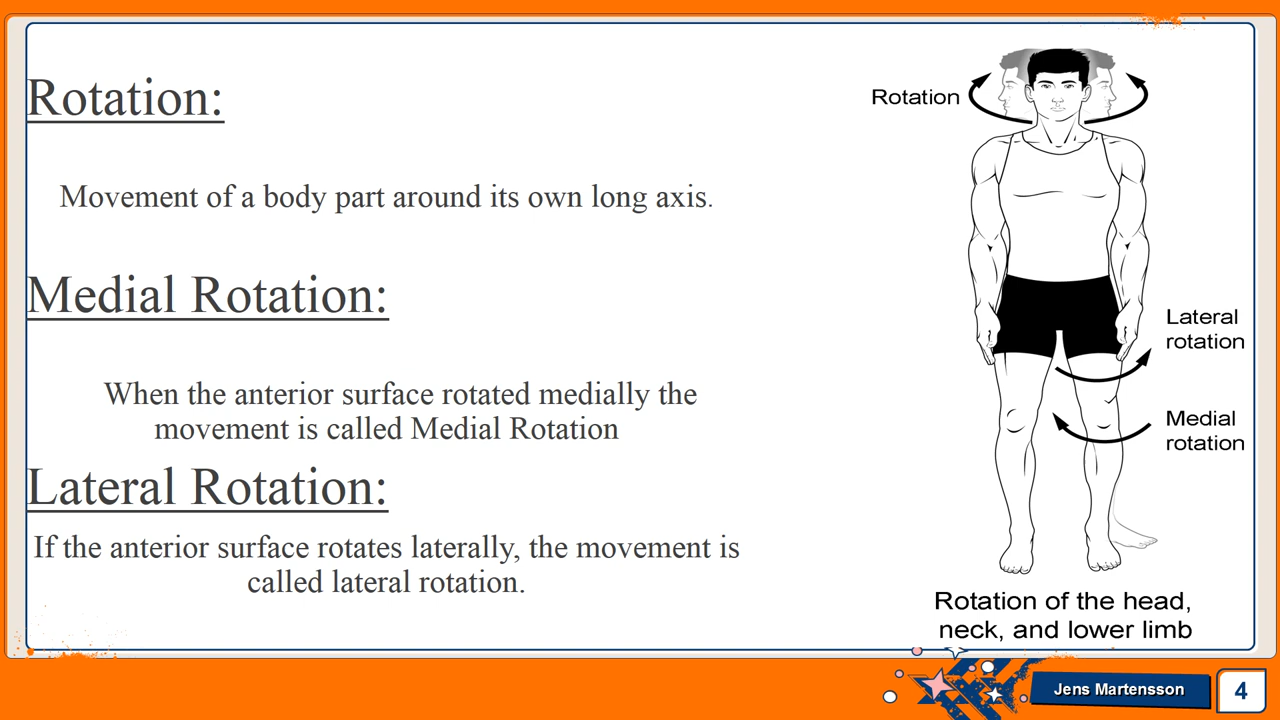 Rotation:
Movement of a body part around its own long axis.
Medial Rotation:
When the anterior surface rotated medially the
movement is called Medial Rotation
Lateral Rotation:
If the anterior surface rotates laterally, the movement is
called lateral rotation.
Rotation
Lateral
rotation
Medial
rotation
Rotation of the head,
neck, and lower limb
Jens Martensson
4